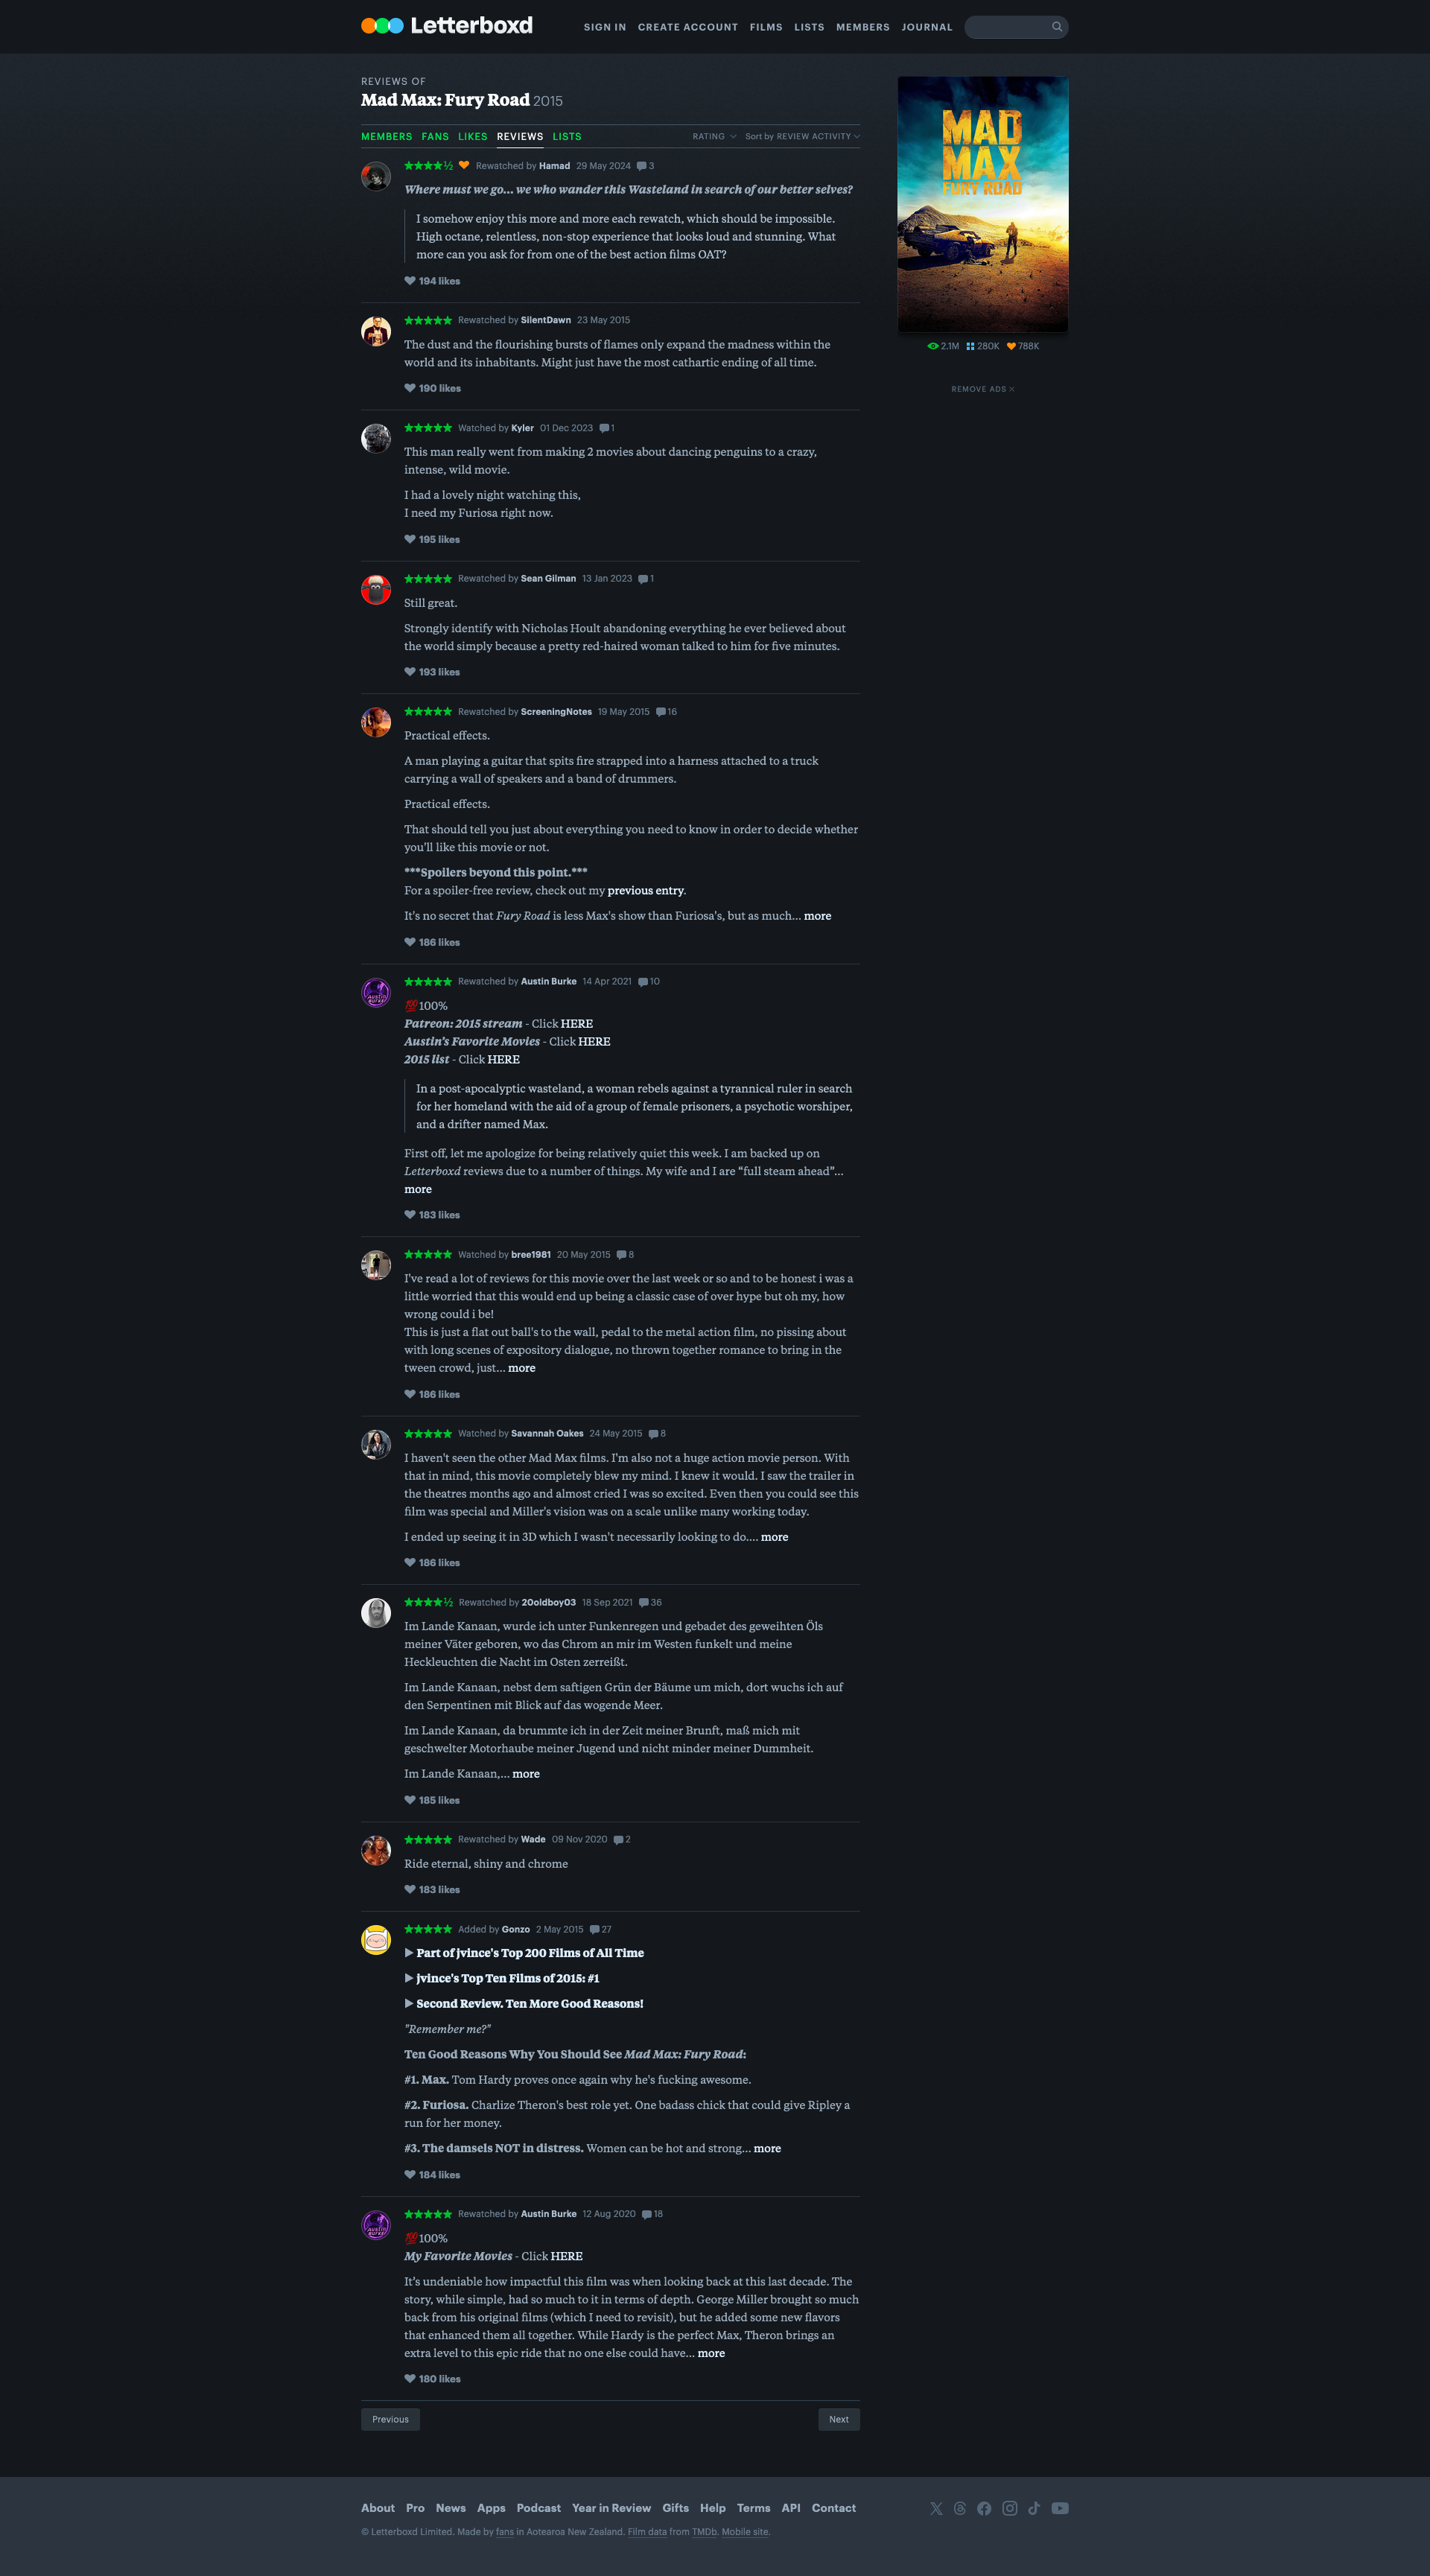 Letterboxd
SIGN IN CREATE ACCOUNT FILMS LISTS MEMBERS JOURNAL
REVIEWS OF
Mad Max: Fury Road 2015
MEMBERS FANS LIKES REVIEWS LISTS
RATING Sort by REVIEW ACTIVITY
★★★★½ Rewatched by Hamad 29 May 2024 3
Where must we go... we who wander this Wasteland in search of our better selves?
I somehow enjoy this more and more each rewatch, which should be impossible.
High octane, relentless, non-stop experience that looks loud and stunning. What
more can you ask for from one of the best action films OAT?
194 likes
★★★★★ Rewatched by SilentDawn 23 May 2015
The dust and the flourishing bursts of flames only expand the madness within the
world and its inhabitants. Might just have the most cathartic ending of all time.
190 likes
★★★★★ Watched by Kyler 01 Dec 2023 1
This man really went from making 2 movies about dancing penguins to a crazy,
intense, wild movie.
I had a lovely night watching this,
I need my Furiosa right now.
195 likes
★★★★★ Rewatched by Sean Gilman 13 Jan 2023 1
Still great.
Strongly identify with Nicholas Hoult abandoning everything he ever believed about
the world simply because a pretty red-haired woman talked to him for five minutes.
193 likes
★★★★★ Rewatched by ScreeningNotes 19 May 2015 16
Practical effects.
A man playing a guitar that spits fire strapped into a harness attached to a truck
carrying a wall of speakers and a band of drummers.
Practical effects.
That should tell you just about everything you need to know in order to decide whether
you'll like this movie or not.
***Spoilers beyond this point.***
For a spoiler-free review, check out my previous entry.
It's no secret that Fury Road is less Max's show than Furiosa's, but as much... more
186 likes
★★★★★ Rewatched by Austin Burke 14 Apr 2021 10
💯100%
Patreon: 2015 stream - Click HERE
Austin's Favorite Movies - Click HERE
2015 list - Click HERE
In a post-apocalyptic wasteland, a woman rebels against a tyrannical ruler in search
for her homeland with the aid of a group of female prisoners, a psychotic worshiper,
and a drifter named Max.
First off, let me apologize for being relatively quiet this week. I am backed up on
Letterboxd reviews due to a number of things. My wife and I are “full steam ahead”...
more
183 likes
★★★★★ Watched by bree1981 20 May 2015 8
I've read a lot of reviews for this movie over the last week or so and to be honest i was a
little worried that this would end up being a classic case of over hype but oh my, how
wrong could i be!
This is just a flat out ball's to the wall, pedal to the metal action film, no pissing about
with long scenes of expository dialogue, no thrown together romance to bring in the
tween crowd, just... more
186 likes
★★★★★ Watched by Savannah Oakes 24 May 2015 8
I haven't seen the other Mad Max films. I'm also not a huge action movie person. With
that in mind, this movie completely blew my mind. I knew it would. I saw the trailer in
the theatres months ago and almost cried I was so excited. Even then you could see this
film was special and Miller's vision was on a scale unlike many working today.
I ended up seeing it in 3D which I wasn't necessarily looking to do.... more
186 likes
★★★★½ Rewatched by 20oldboy03 18 Sep 2021 36
Im Lande Kanaan, wurde ich unter Funkenregen und gebadet des geweihten Öls
meiner Väter geboren, wo das Chrom an mir im Westen funkelt und meine
Heckleuchten die Nacht im Osten zerreißt.
Im Lande Kanaan, nebst dem saftigen Grün der Bäume um mich, dort wuchs ich auf
den Serpentinen mit Blick auf das wogende Meer.
Im Lande Kanaan, da brummte ich in der Zeit meiner Brunft, maß mich mit
geschwelter Motorhaube meiner Jugend und nicht minder meiner Dummheit.
Im Lande Kanaan,... more
185 likes
★★★★★ Rewatched by Wade 09 Nov 2020 2
Ride eternal, shiny and chrome
183 likes
★★★★★ Added by Gonzo 2 May 2015 27
▶ Part of jvince's Top 200 Films of All Time
▶ jvince's Top Ten Films of 2015: #1
▶ Second Review. Ten More Good Reasons!
"Remember me?"
Ten Good Reasons Why You Should See Mad Max: Fury Road:
#1. Max. Tom Hardy proves once again why he's fucking awesome.
#2. Furiosa. Charlize Theron's best role yet. One badass chick that could give Ripley a
run for her money.
#3. The damsels NOT in distress. Women can be hot and strong... more
184 likes
★★★★★ Rewatched by Austin Burke 12 Aug 2020 18
💯100%
My Favorite Movies - Click HERE
It's undeniable how impactful this film was when looking back at this last decade. The
story, while simple, had so much to it in terms of depth. George Miller brought so much
back from his original films (which I need to revisit), but he added some new flavors
that enhanced them all together. While Hardy is the perfect Max, Theron brings an
extra level to this epic ride that no one else could have... more
180 likes
Previous Next
MAD
MAX
FURY ROAD
2.1M 280K 788K
REMOVE ADS
About Pro News Apps Podcast Year in Review Gifts Help Terms API Contact
© Letterboxd Limited. Made by fans in Aotearoa New Zealand. Film data from TMDb. Mobile site.